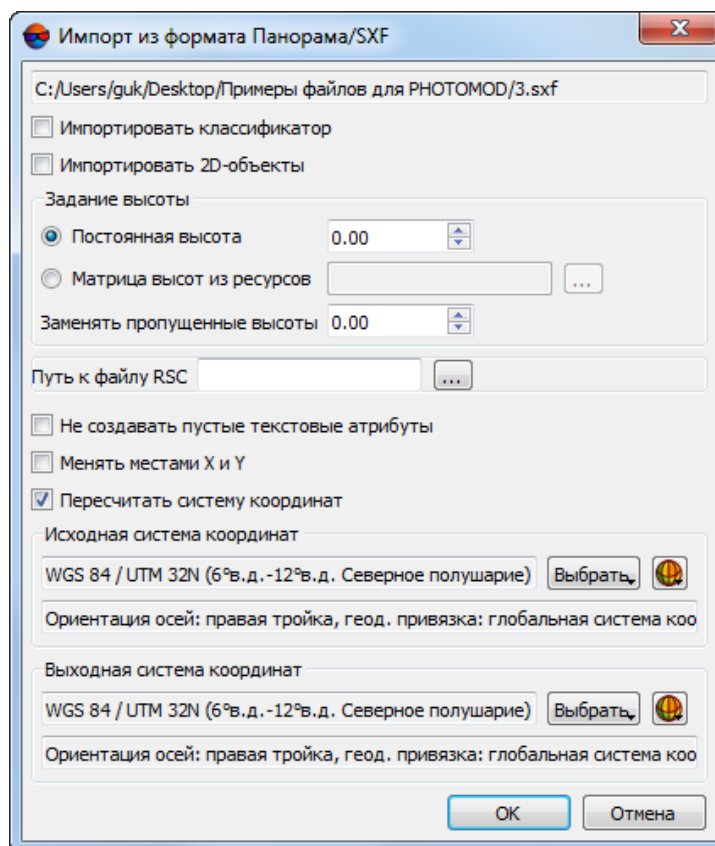 Импорт из формата Панорама/SXF
C:/Users/guk/Desktop/Примеры файлов для PHOTOMOD/3.sxf
Импортировать классификатор
Импортировать 2D-объекты
Задание высоты
Постоянная высота 0.00
Матрица высот из ресурсов ...
Заменять пропущенные высоты 0.00
Путь к файлу RSC ...
Не создавать пустые текстовые атрибуты
Менять местами X и Y
Пересчитать систему координат
Исходная система координат
WGS 84 / UTM 32N (6°в.д.-12°в.д. Северное полушарие) Выбрать
Ориентация осей: правая тройка, геод. привязка: глобальная система коо
Выходная система координат
WGS 84 / UTM 32N (6°в.д.-12°в.д. Северное полушарие) Выбрать
Ориентация осей: правая тройка, геод. привязка: глобальная система коо
OK Отмена